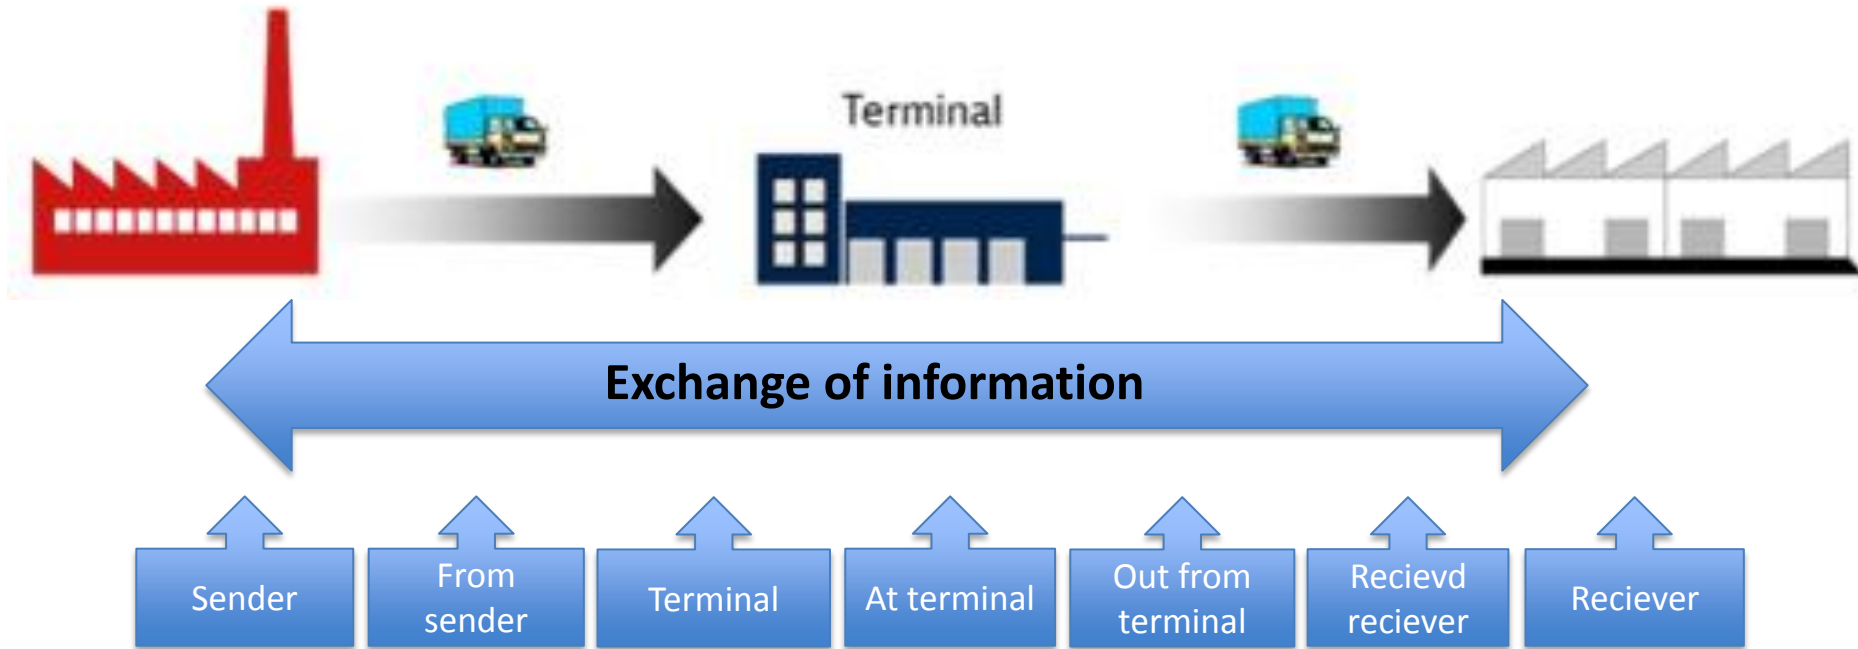 Terminal
Exchange of information
Sender
From
sender
Terminal
At terminal
Out from
terminal
Recievd
reciever
Reciever